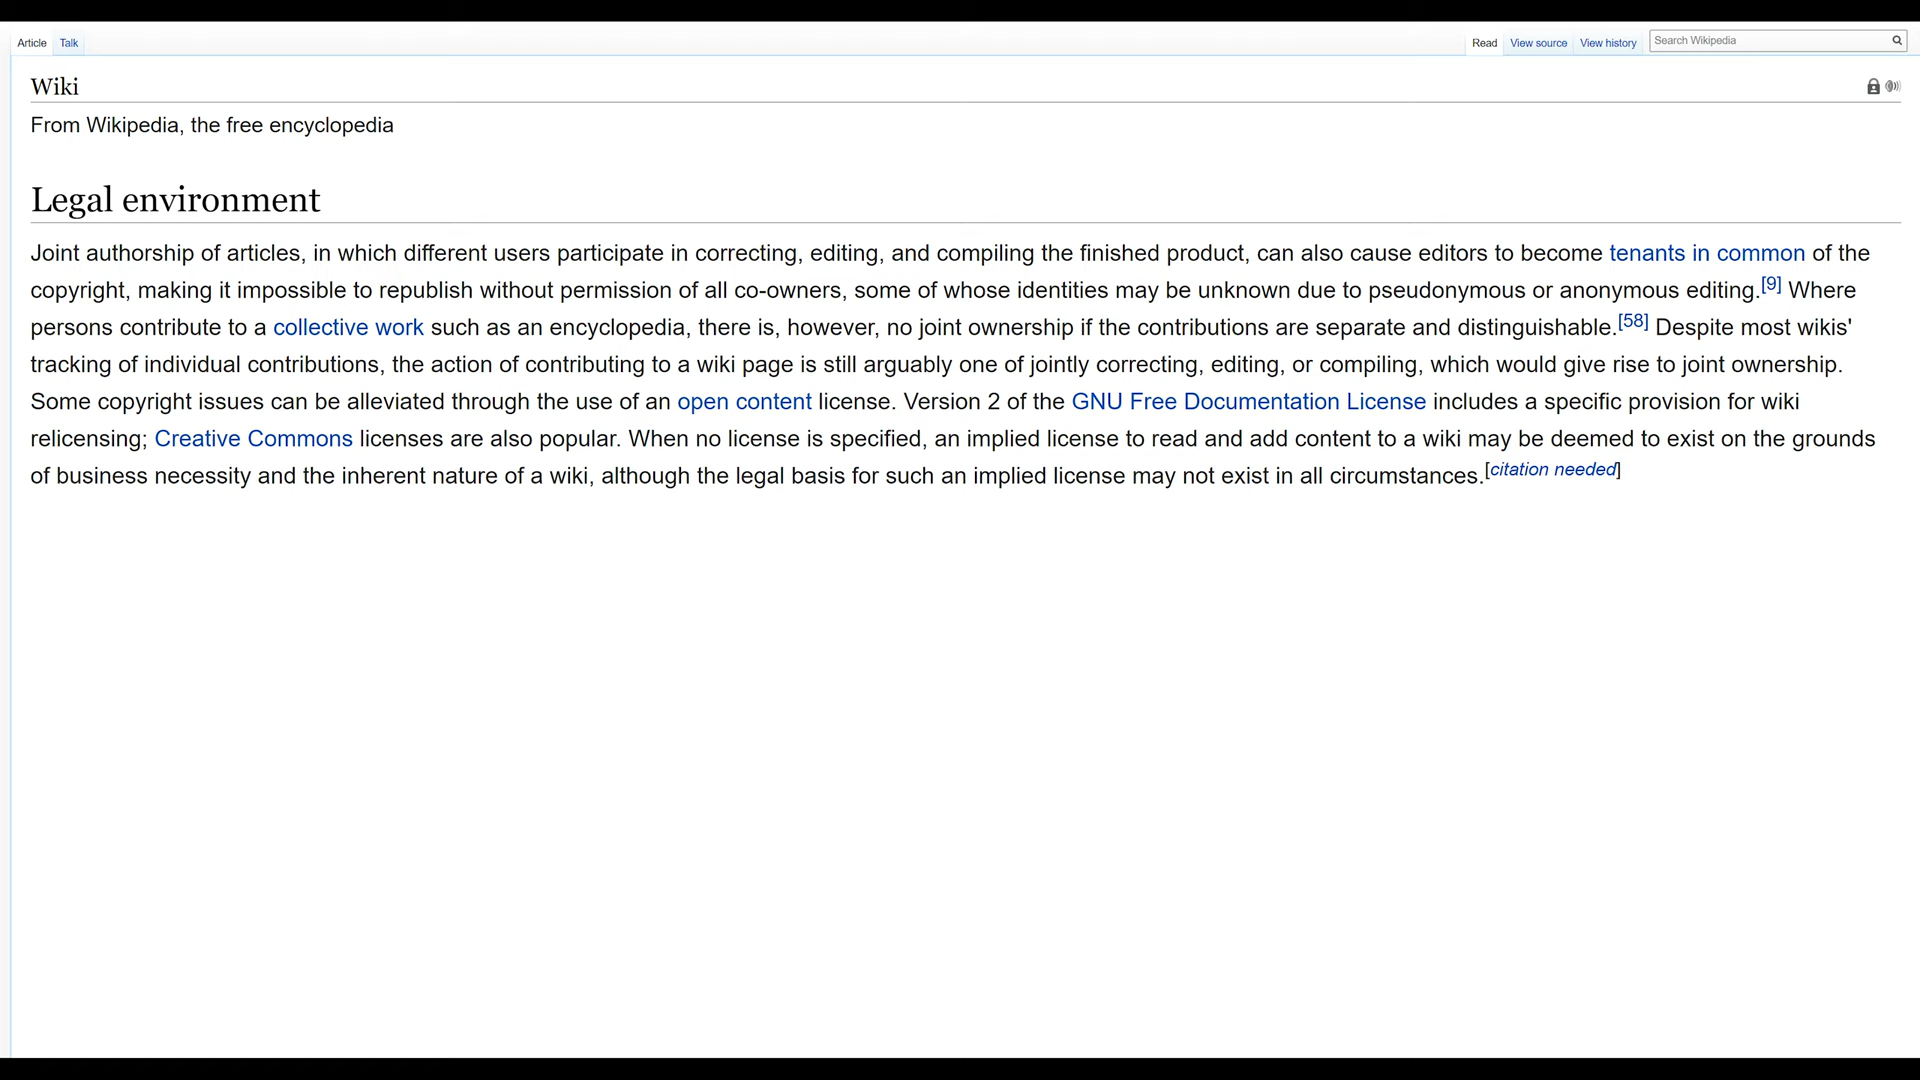 Article Talk Read View source View history Search Wikipedia
Wiki
From Wikipedia, the free encyclopedia
Legal environment
Joint authorship of articles, in which different users participate in correcting, editing, and compiling the finished product, can also cause editors to become tenants in common of the
copyright, making it impossible to republish without permission of all co-owners, some of whose identities may be unknown due to pseudonymous or anonymous editing.[9] Where
persons contribute to a collective work such as an encyclopedia, there is, however, no joint ownership if the contributions are separate and distinguishable.[58] Despite most wikis'
tracking of individual contributions, the action of contributing to a wiki page is still arguably one of jointly correcting, editing, or compiling, which would give rise to joint ownership.
Some copyright issues can be alleviated through the use of an open content license. Version 2 of the GNU Free Documentation License includes a specific provision for wiki
relicensing; Creative Commons licenses are also popular. When no license is specified, an implied license to read and add content to a wiki may be deemed to exist on the grounds
of business necessity and the inherent nature of a wiki, although the legal basis for such an implied license may not exist in all circumstances.[citation needed]